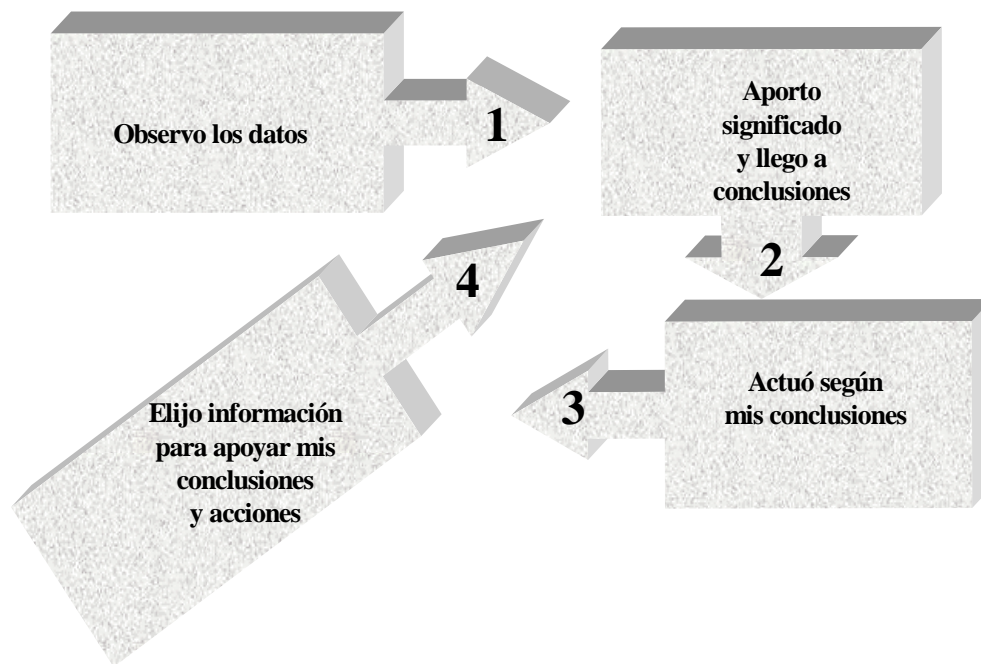 Observo los datos
1
Aporto
significado
y llego a
conclusiones
2
Actuó según
mis conclusiones
3
Elijo información
para apoyar mis
conclusiones
y acciones
4